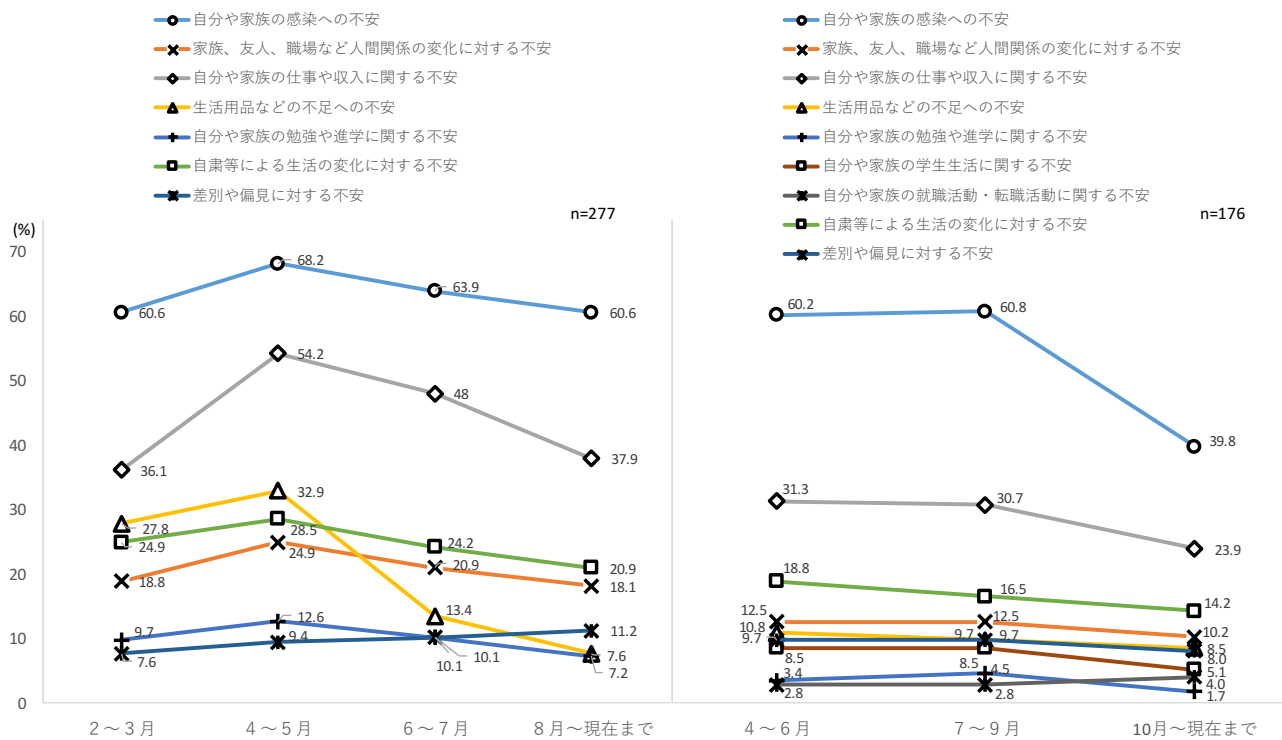 自分や家族の感染への不安
家族、友人、職場など人間関係の変化に対する不安
自分や家族の仕事や収入に関する不安
生活用品などの不足への不安
自分や家族の勉強や進学に関する不安
自粛等による生活の変化に対する不安
差別や偏見に対する不安
n=277
(%)
70
60
50
40
30
20
10
0
60.6
68.2
63.9
60.6
36.1
54.2
48
37.9
27.8
32.9
13.4
7.6
24.9
28.5
24.2
20.9
18.8
24.9
20.9
18.1
9.7
12.6
10.1
7.2
7.6
9.4
10.1
11.2
2～3月
4～5月
6～7月
8月～現在まで
自分や家族の感染への不安
家族、友人、職場など人間関係の変化に対する不安
自分や家族の仕事や収入に関する不安
生活用品などの不足への不安
自分や家族の勉強や進学に関する不安
自分や家族の学生生活に関する不安
自分や家族の就職活動・転職活動に関する不安
自粛等による生活の変化に対する不安
差別や偏見に対する不安
n=176
60.2
60.8
39.8
31.3
30.7
23.9
18.8
16.5
14.2
12.5
12.5
10.2
10.8
9.7
8.5
9.7
9.7
8.0
8.5
8.5
5.1
3.4
4.5
1.7
2.8
2.8
4.0
4～6月
7～9月
10月～現在まで